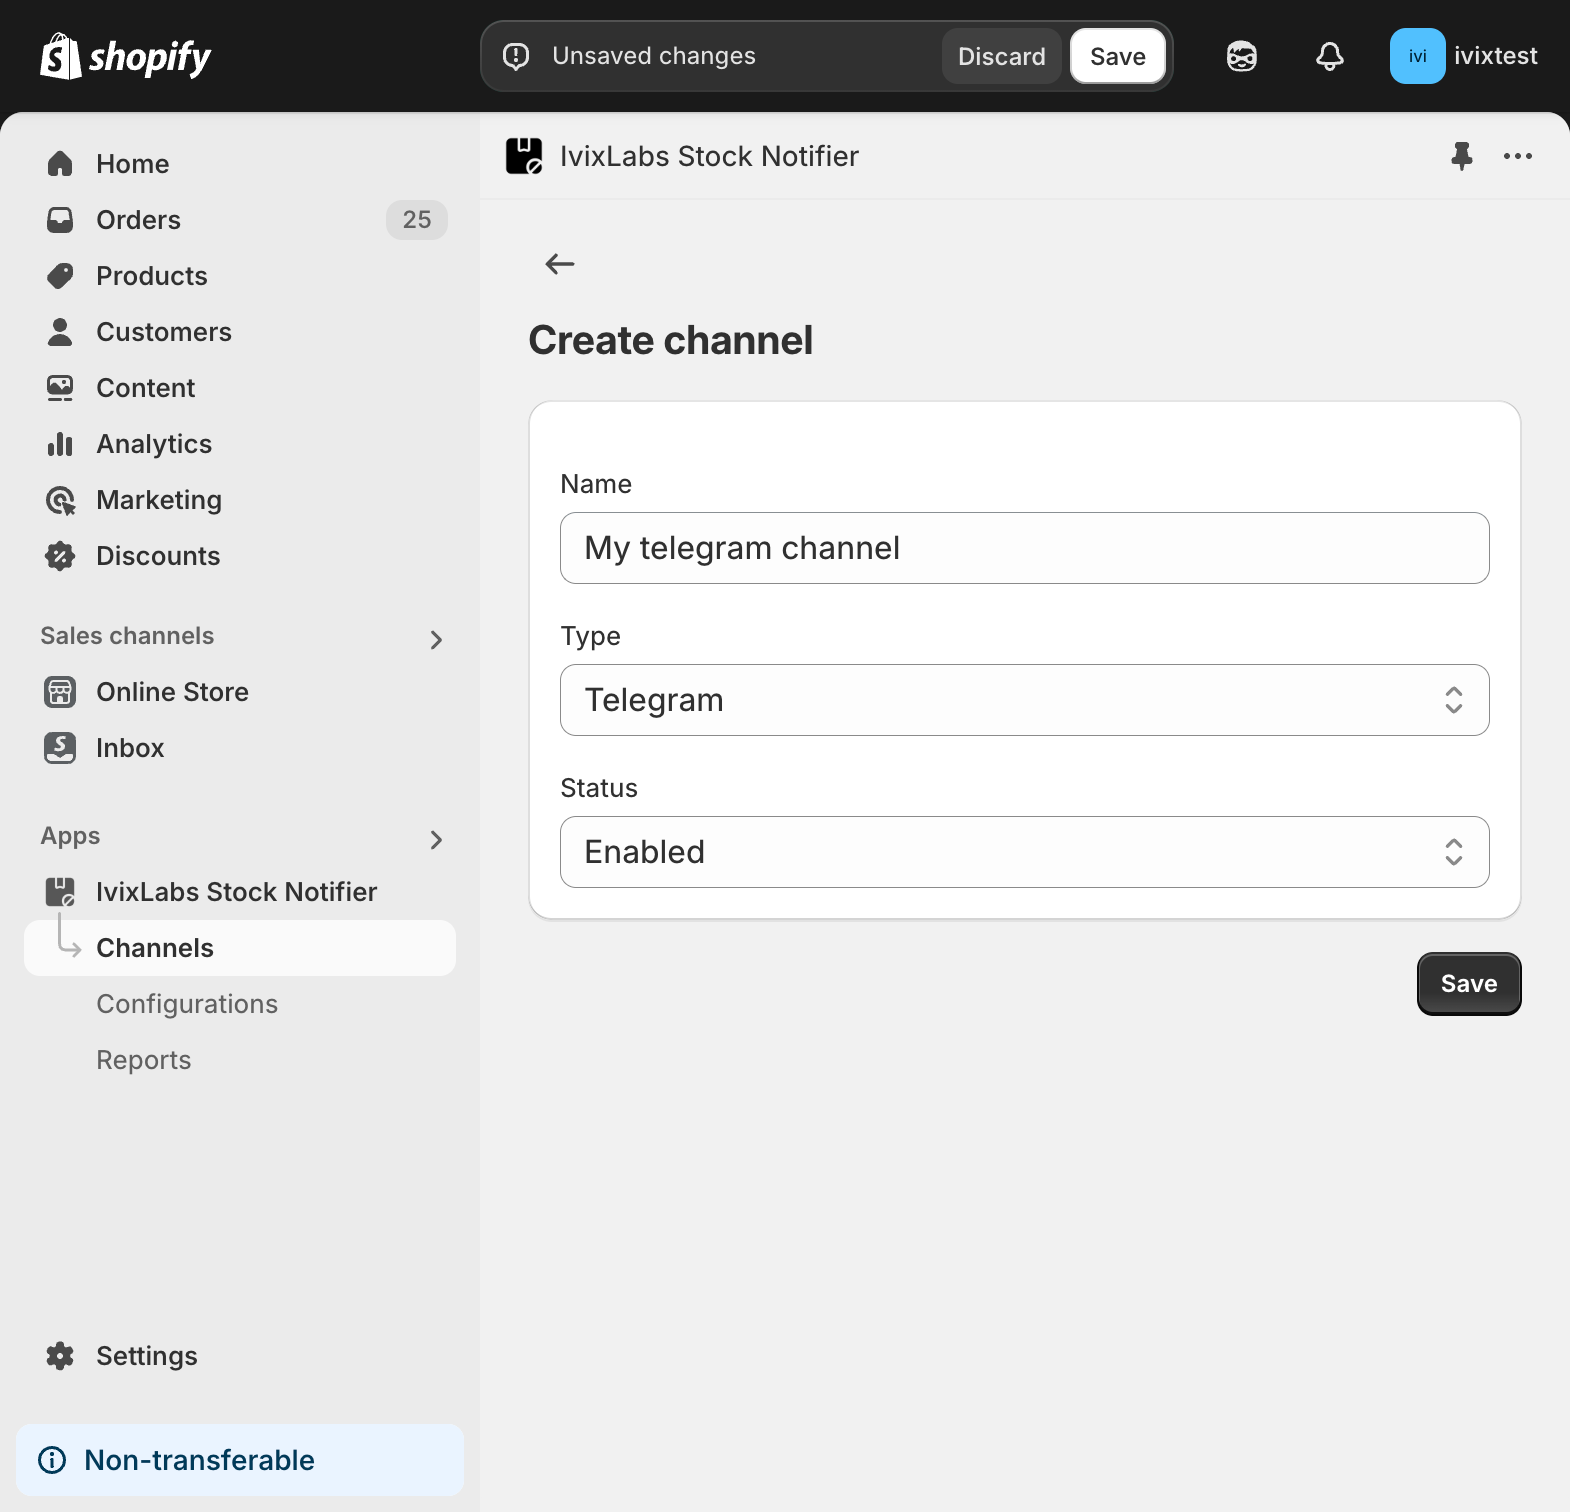 shopify
Unsaved changes
Discard
Save
ivi
ivixtest
Home
Orders
25
Products
Customers
Content
Analytics
Marketing
Discounts
Sales channels
Online Store
Inbox
Apps
IvixLabs Stock Notifier
Channels
Configurations
Reports
Settings
Non-transferable
IvixLabs Stock Notifier
Create channel
Name
My telegram channel
Type
Telegram
Status
Enabled
Save